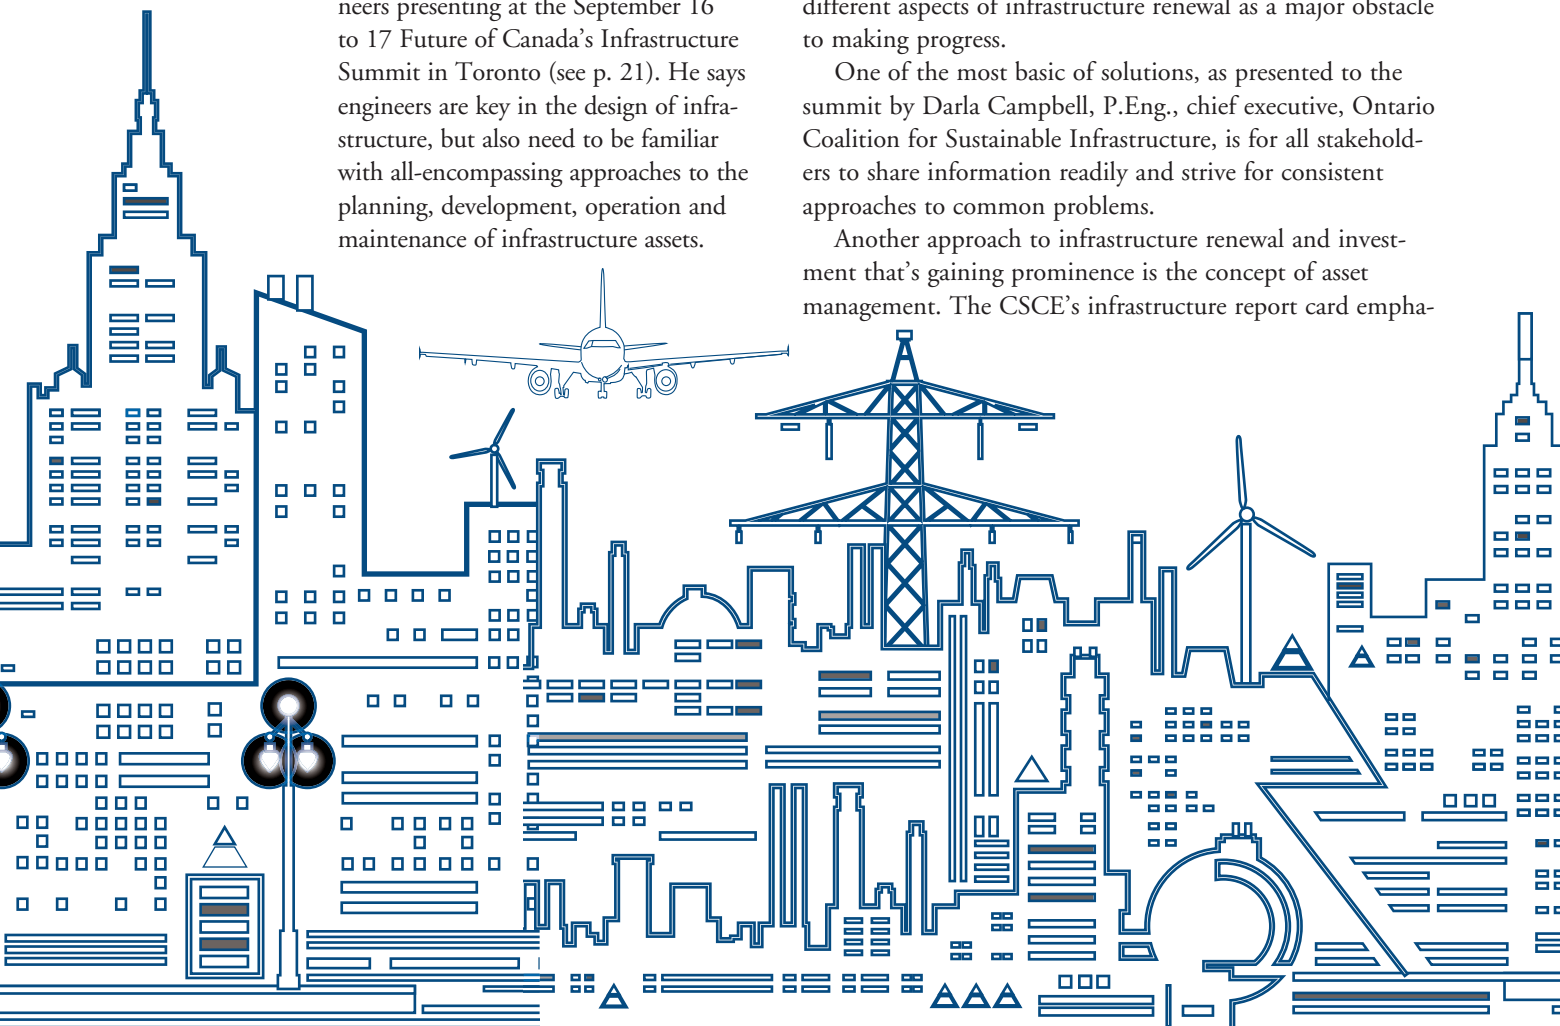 neers presenting at the September 16
to 17 Future of Canada’s Infrastructure
Summit in Toronto (see p. 21). He says
engineers are key in the design of infra-
structure, but also need to be familiar
with all-encompassing approaches to the
planning, development, operation and
maintenance of infrastructure assets.
different aspects of infrastructure renewal as a major obstacle
to making progress.
One of the most basic of solutions, as presented to the
summit by Darla Campbell, P.Eng., chief executive, Ontario
Coalition for Sustainable Infrastructure, is for all stakehold-
ers to share information readily and strive for consistent
approaches to common problems.
Another approach to infrastructure renewal and invest-
ment that’s gaining prominence is the concept of asset
management. The CSCE’s infrastructure report card empha-